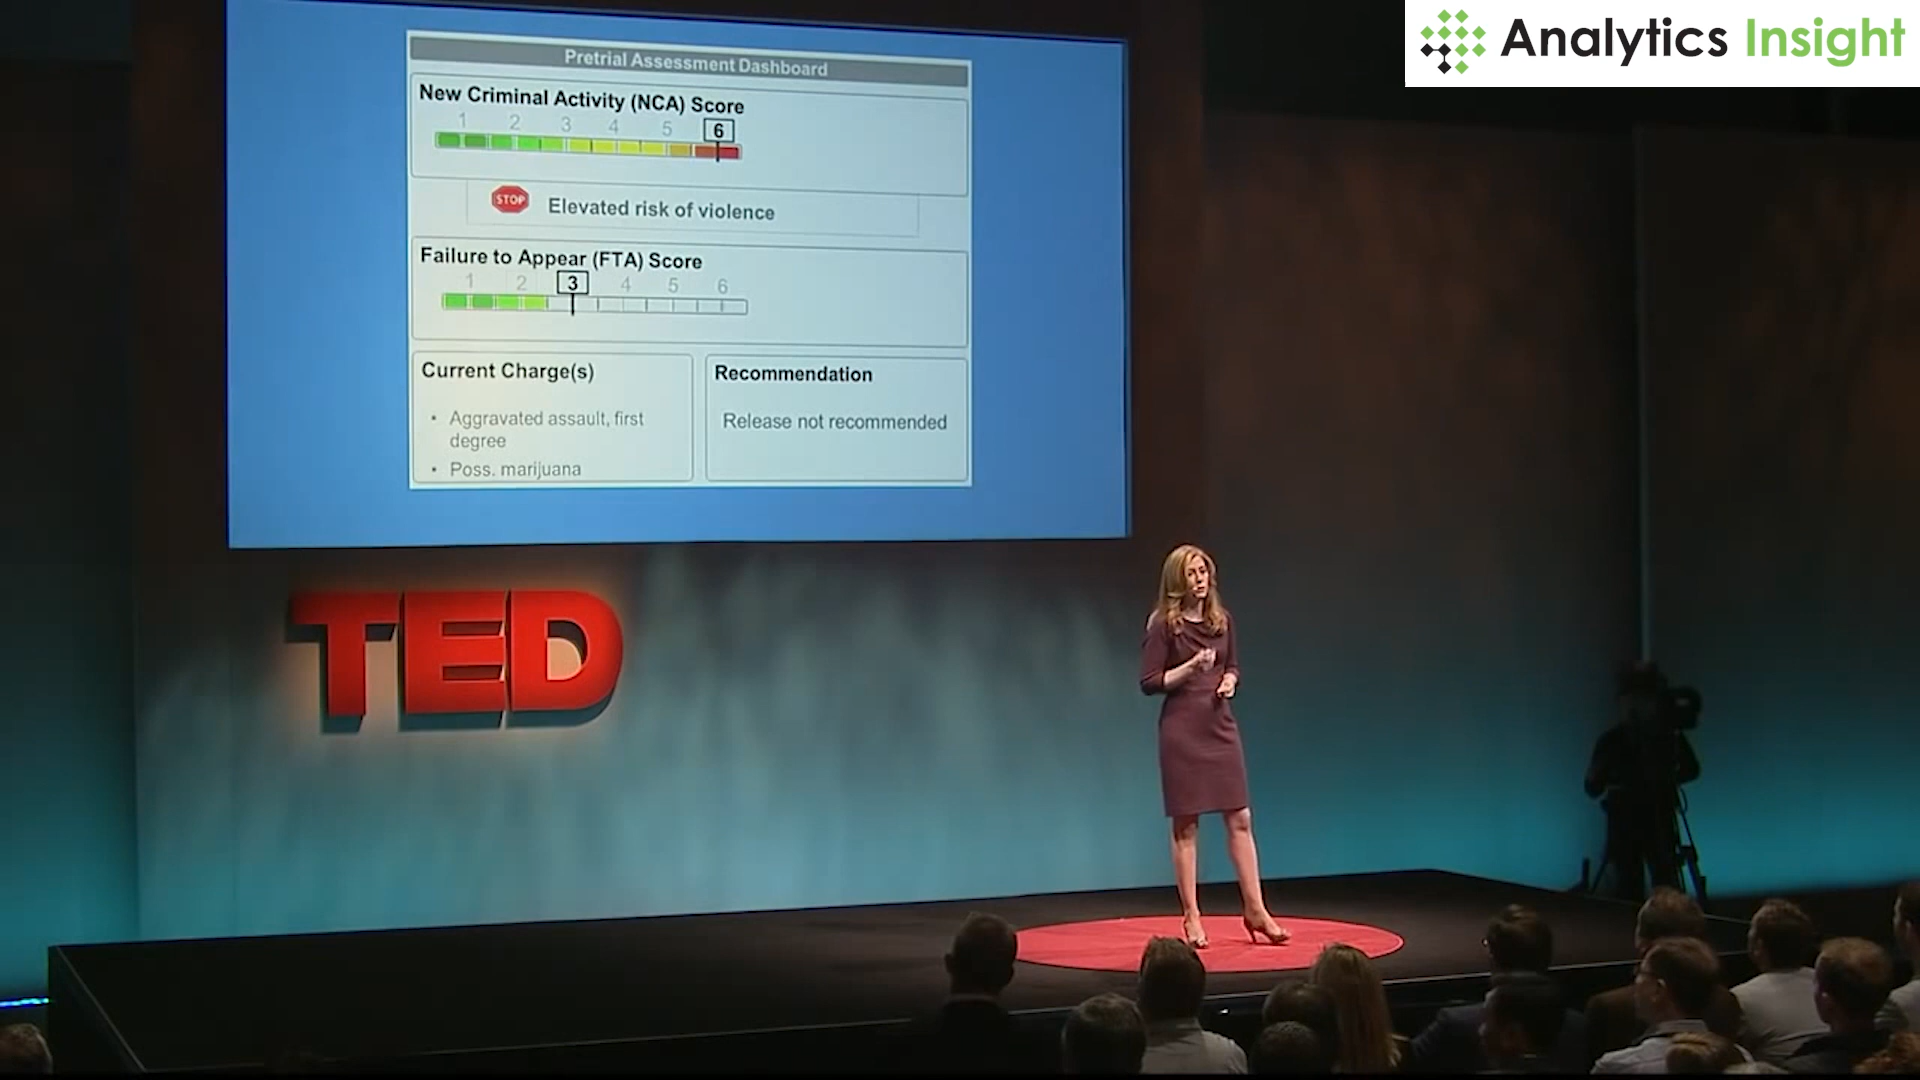 Analytics Insight
Pretrial Assessment Dashboard
New Criminal Activity (NCA) Score
1 2 3 4 5 6
STOP Elevated risk of violence
Failure to Appear (FTA) Score
1 2 3 4 5 6
Current Charge(s)
• Aggravated assault, first
degree
• Poss. marijuana
Recommendation
Release not recommended
TED